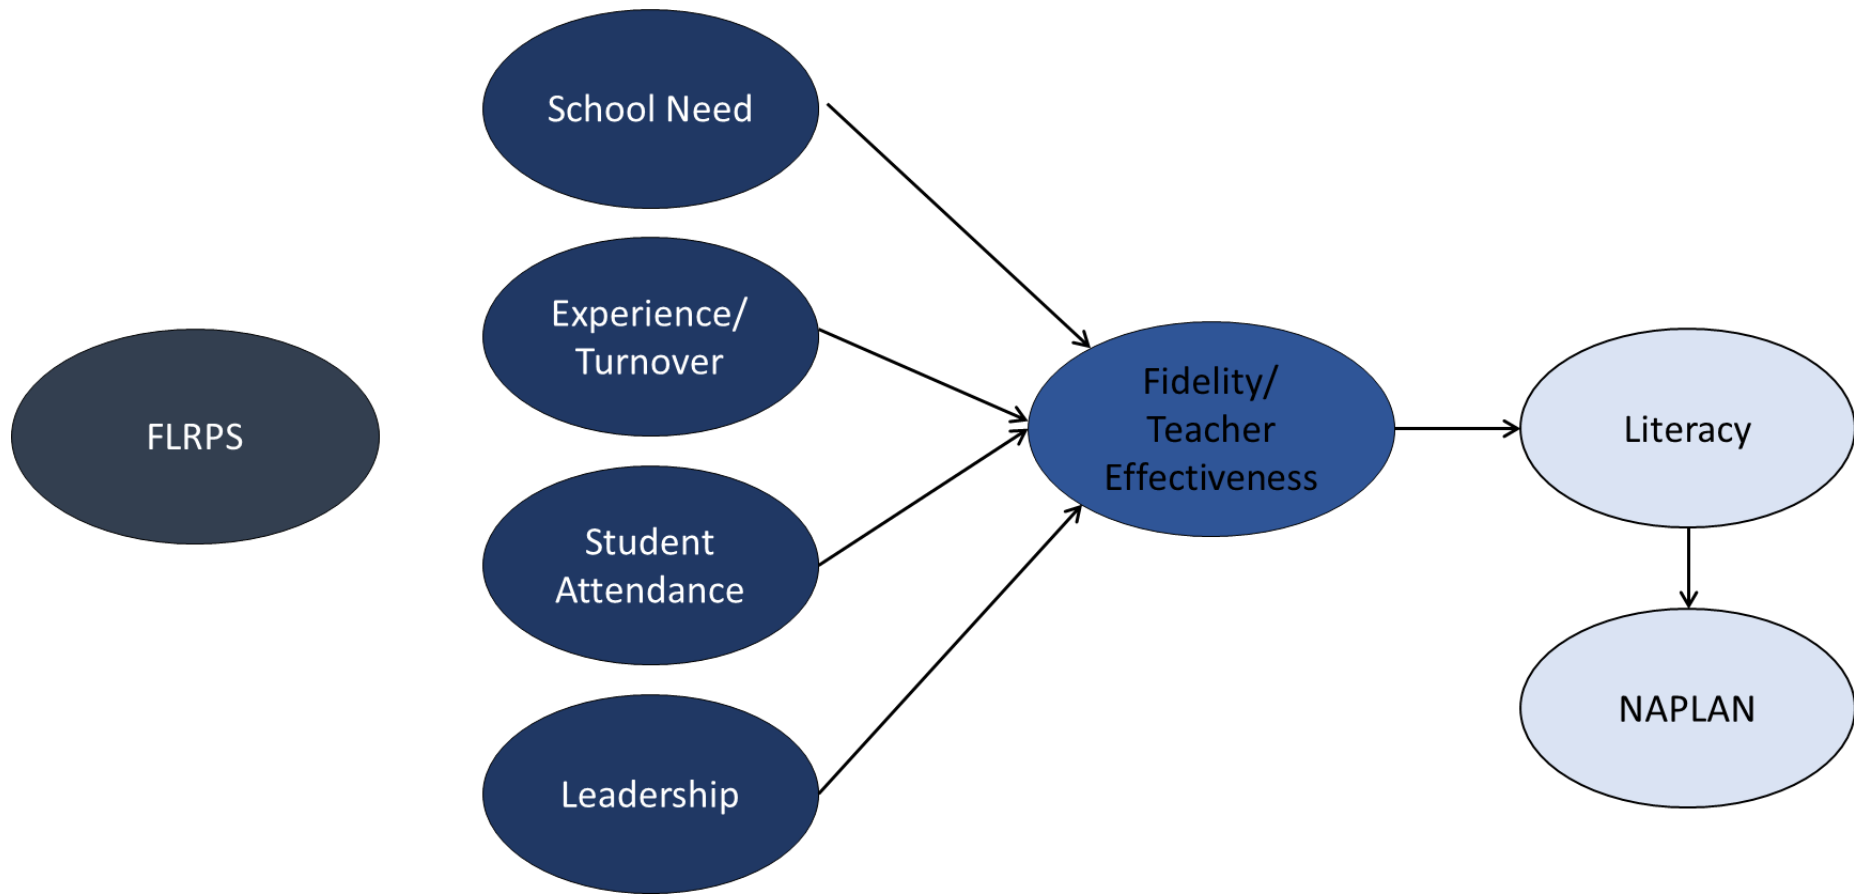 School Need
Experience/
Turnover
FLRPS
Student
Attendance
Leadership
Fidelity/
Teacher
Effectiveness
Literacy
NAPLAN